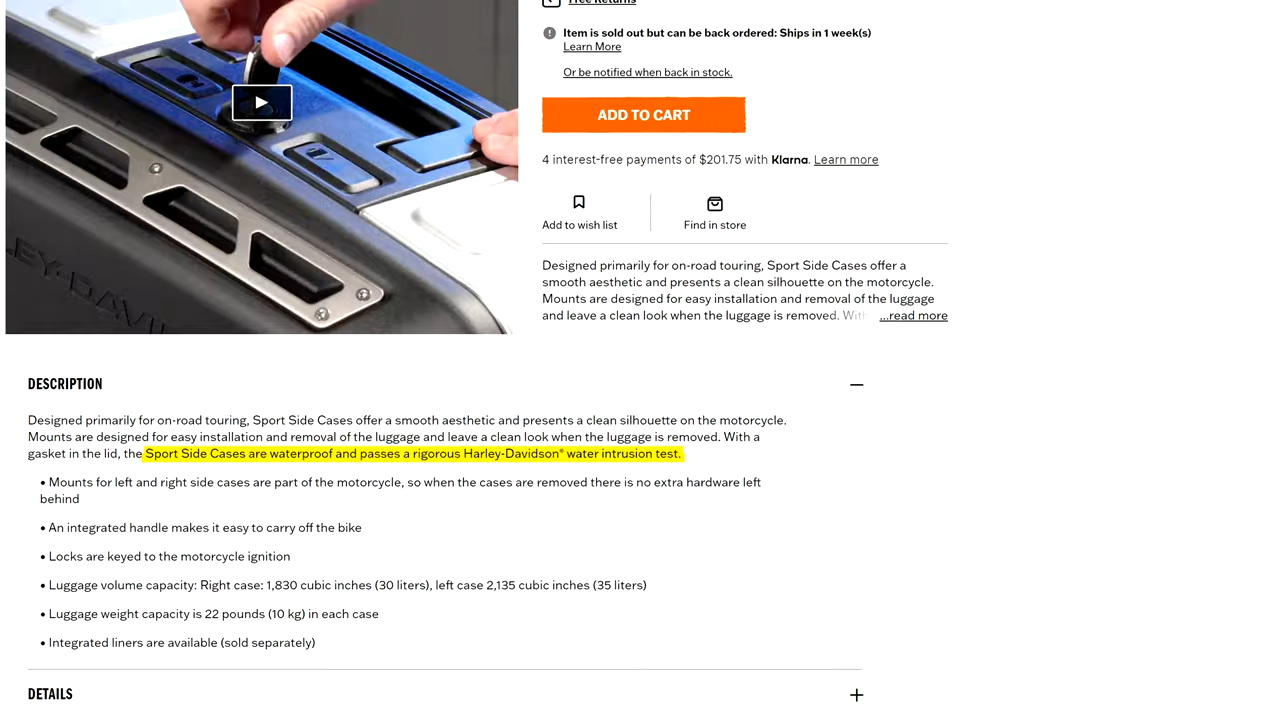 Free Returns
Item is sold out but can be back ordered: Ships in 1 week(s)
Learn More
Or be notified when back in stock.
ADD TO CART
4 interest-free payments of $201.75 with Klarna. Learn more
Add to wish list
Find in store
Designed primarily for on-road touring, Sport Side Cases offer a
smooth aesthetic and presents a clean silhouette on the motorcycle.
Mounts are designed for easy installation and removal of the luggage
and leave a clean look when the luggage is removed. With ...read more
LEY-DAVI
DESCRIPTION
Designed primarily for on-road touring, Sport Side Cases offer a smooth aesthetic and presents a clean silhouette on the motorcycle.
Mounts are designed for easy installation and removal of the luggage and leave a clean look when the luggage is removed. With a
gasket in the lid, the Sport Side Cases are waterproof and passes a rigorous Harley-Davidson® water intrusion test.
• Mounts for left and right side cases are part of the motorcycle, so when the cases are removed there is no extra hardware left
behind
• An integrated handle makes it easy to carry off the bike
• Locks are keyed to the motorcycle ignition
• Luggage volume capacity: Right case: 1,830 cubic inches (30 liters), left case 2,135 cubic inches (35 liters)
• Luggage weight capacity is 22 pounds (10 kg) in each case
• Integrated liners are available (sold separately)
DETAILS